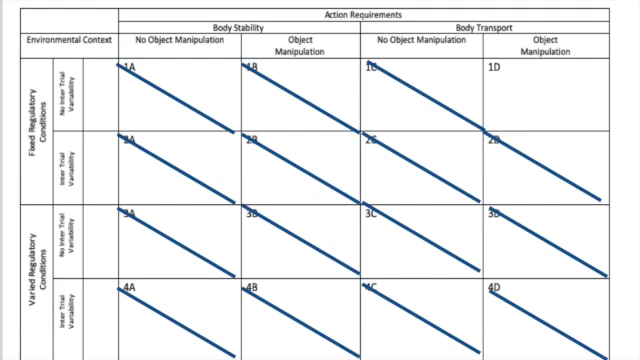 Action Requirements
Body Stability Body Transport
Environmental Context No Object Manipulation Object Manipulation No Object Manipulation Object Manipulation
Fixed Regulatory Conditions
No Inter Trial Variability
1A 1B 1C 1D
Inter Trial Variability
2A 2B 2C 2D
Varied Regulatory Conditions
No Inter Trial Variability
3A 3B 3C 3D
Inter Trial Variability
4A 4B 4C 4D